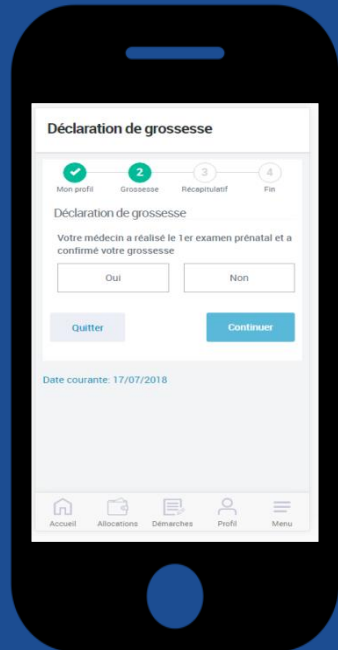 Déclaration de grossesse
2 3 4
Mon profil Grossesse Récapitulatif Fin
Déclaration de grossesse
Votre médecin a réalisé le 1er examen prénatal et a
confirmé votre grossesse
Oui Non
Quitter Continuer
Date courante: 17/07/2018
Accueil Allocations Démarches Profil Menu